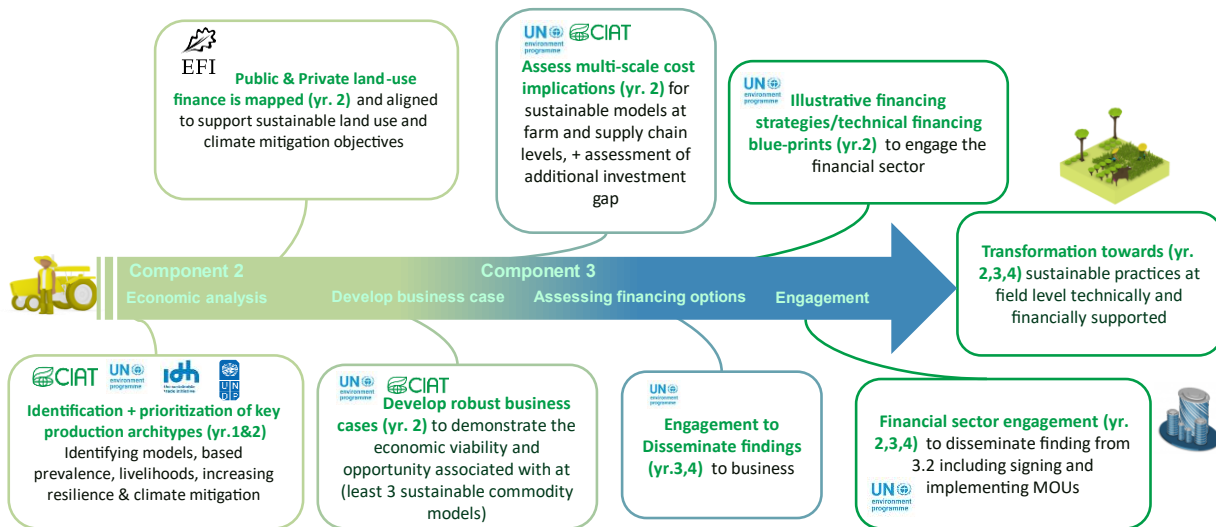 EFI
Public & Private land-use
finance is mapped (yr. 2) and aligned
to support sustainable land use and
climate mitigation objectives
UN
environment
programme
CIAT
Assess multi-scale cost
implications (yr. 2) for
sustainable models at
farm and supply chain
levels, + assessment of
additional investment
gap
UN
environment
programme
Illustrative financing
strategies/technical financing
blue-prints (yr.2) to engage the
financial sector
Component 2
Economic analysis
Develop business case
Component 3
Assessing financing options
Engagement
Transformation towards (yr.
2,3,4) sustainable practices at
field level technically and
financially supported
CIAT
UN
environment
programme
idh
the sustainable trade initiative
U N
D P
Identification + prioritization of key
production architypes (yr.1&2)
Identifying models, based
prevalence, livelihoods, increasing
resilience & climate mitigation
UN
environment
programme
CIAT
Develop robust business
cases (yr. 2) to demonstrate the
economic viability and
opportunity associated with at
(least 3 sustainable commodity
models)
UN
environment
programme
Engagement to
Disseminate findings
(yr.3,4) to business
Financial sector engagement (yr.
2,3,4) to disseminate finding from
3.2 including signing and
implementing MOUs
UN
environment
programme